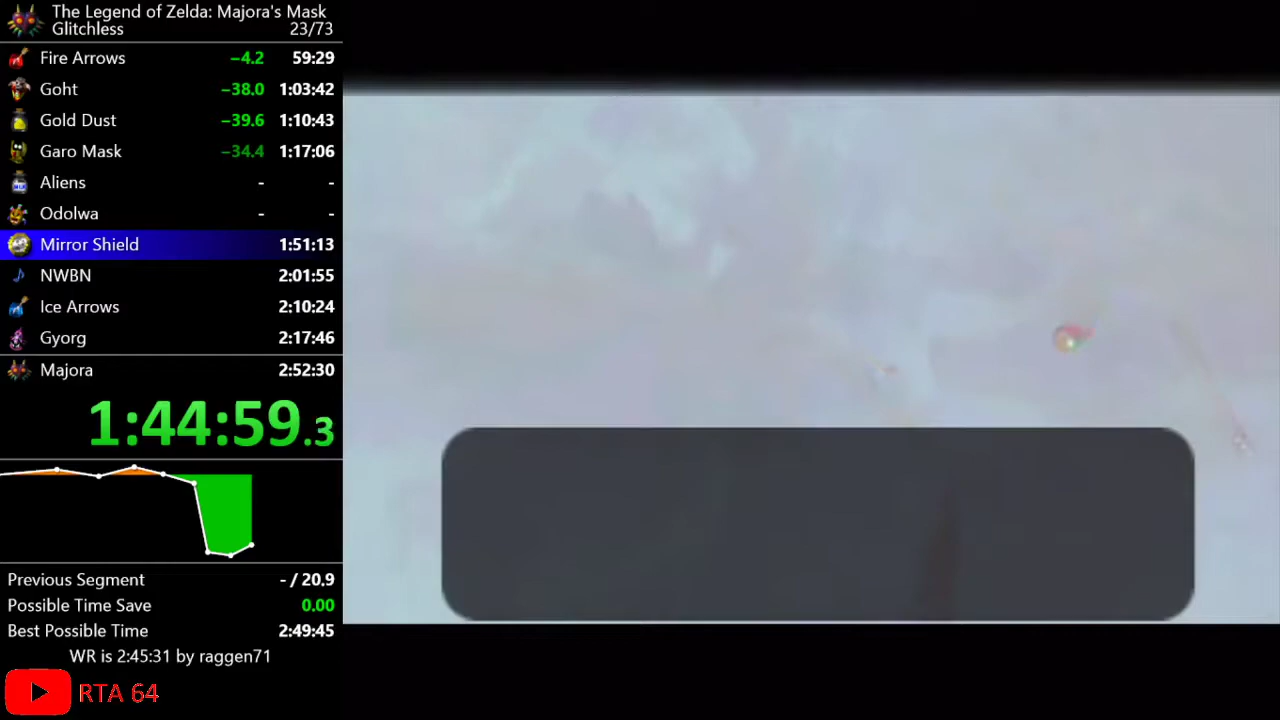 The Legend of Zelda: Majora's Mask
Glitchless 23/73
Fire Arrows −4.2 59:29
Goht −38.0 1:03:42
Gold Dust −39.6 1:10:43
Garo Mask −34.4 1:17:06
Aliens - -
Odolwa - -
Mirror Shield 1:51:13
NWBN 2:01:55
Ice Arrows 2:10:24
Gyorg 2:17:46
Majora 2:52:30
1:44:59.3
Previous Segment - / 20.9
Possible Time Save 0.00
Best Possible Time 2:49:45
WR is 2:45:31 by raggen71
RTA 64